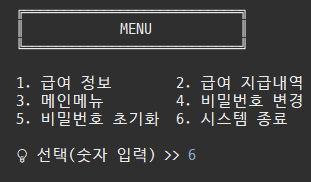 MENU
1. 급여 정보 2. 급여 지급내역
3. 메인메뉴 4. 비밀번호 변경
5. 비밀번호 초기화 6. 시스템 종료
선택(숫자 입력) >> 6